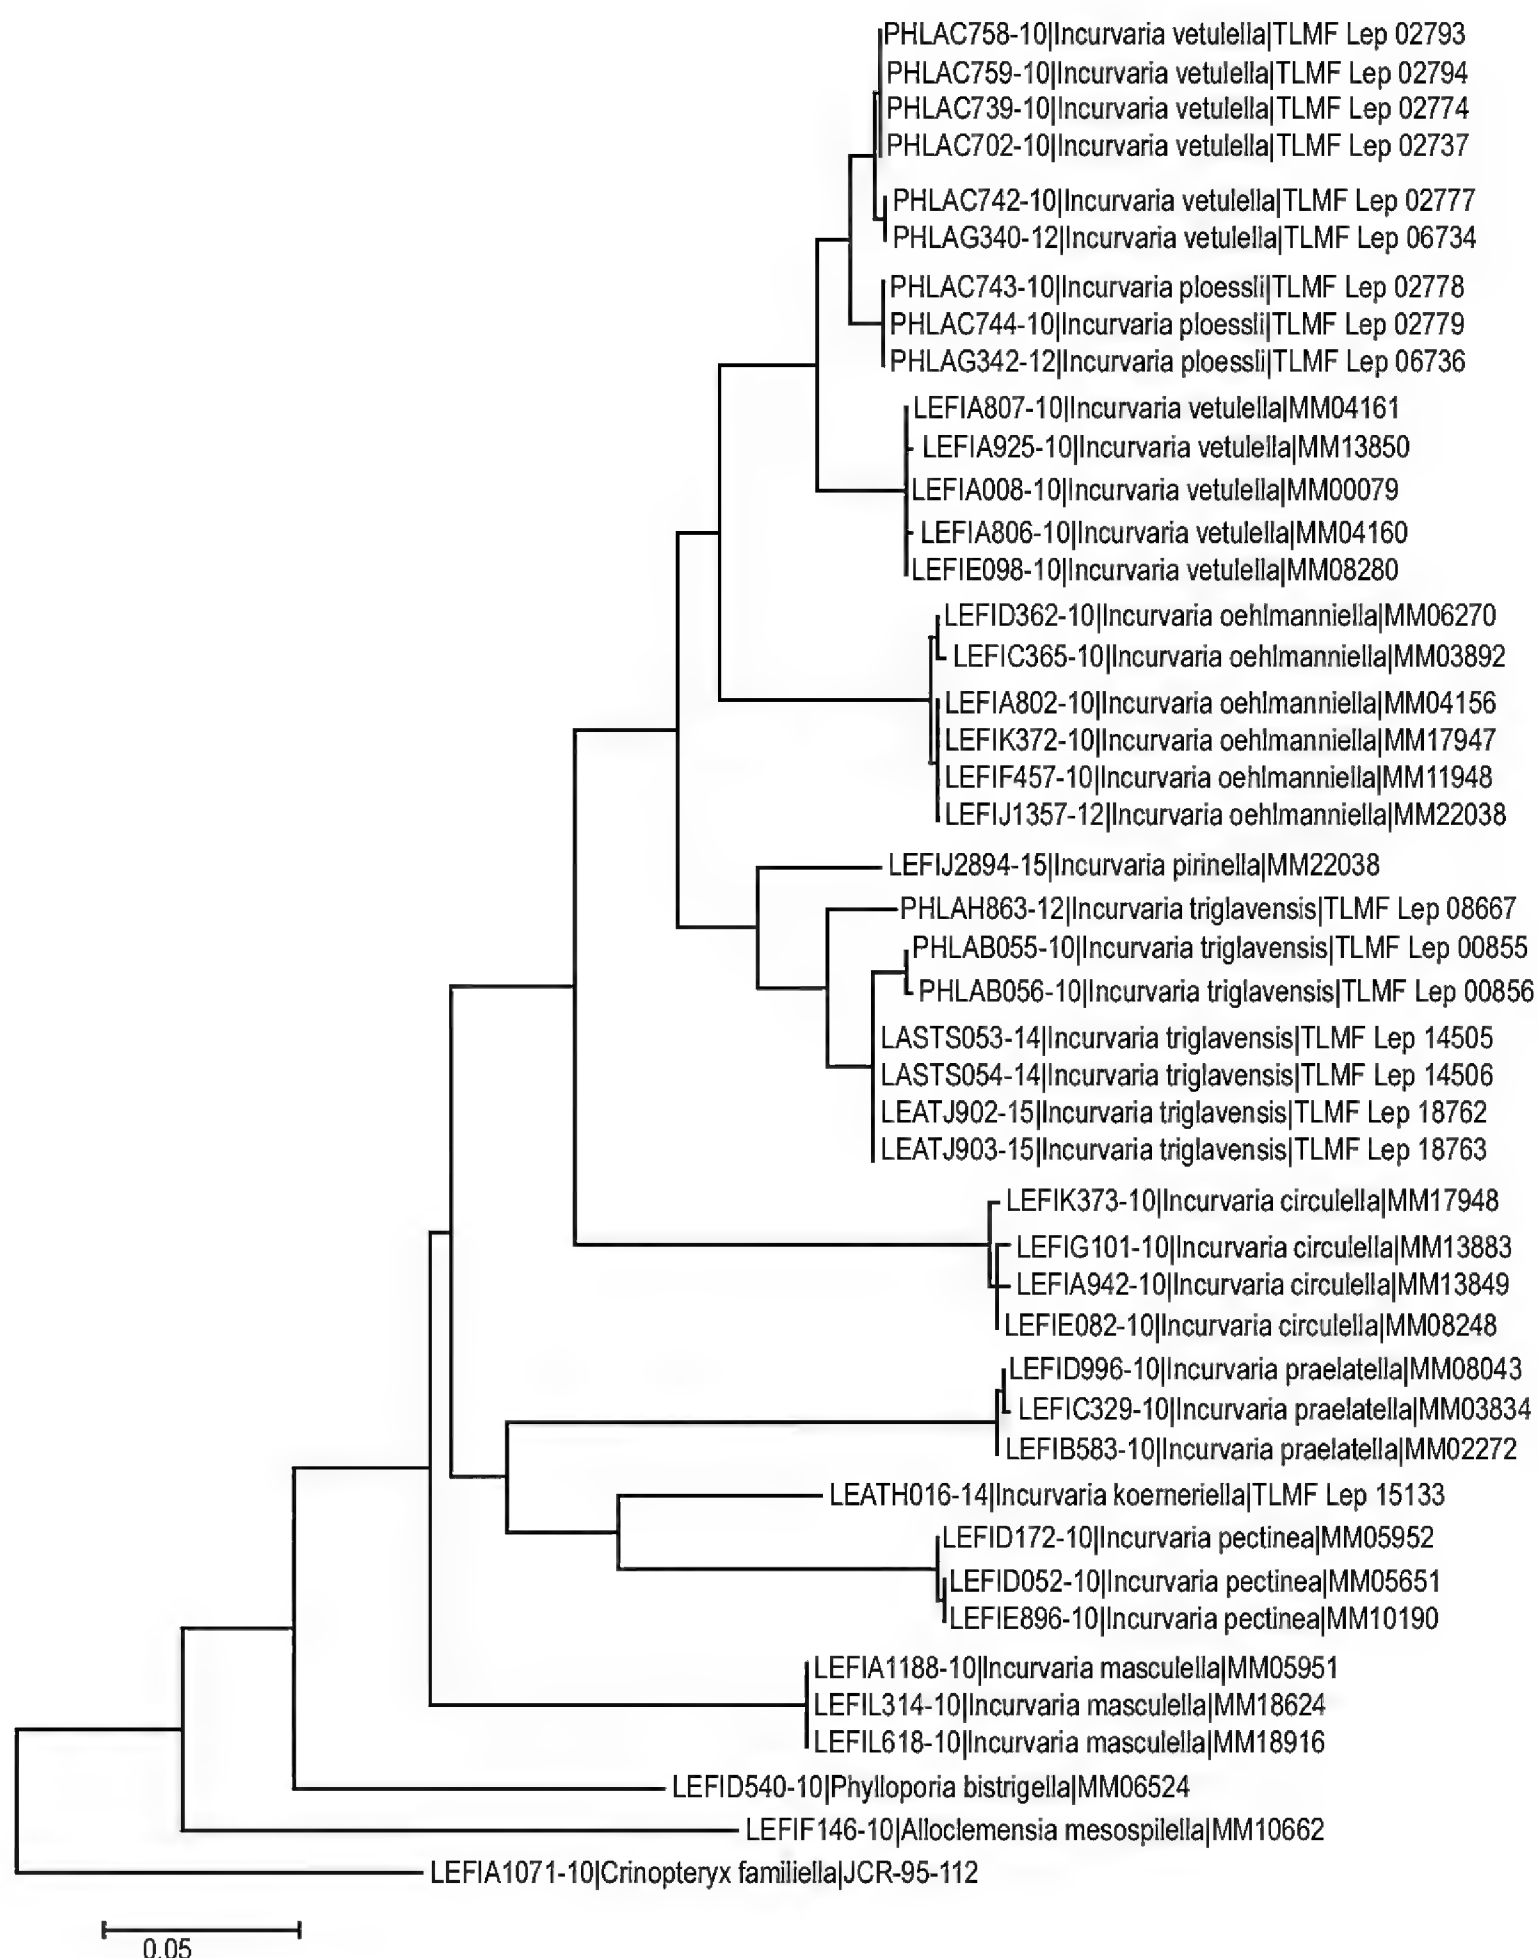 PHLAC758-10|Incurvaria vetulella|TLMF Lep 02793
PHLAC759-10|Incurvaria vetulella|TLMF Lep 02794
PHLAC739-10|Incurvaria vetulella|TLMF Lep 02774
PHLAC702-10|Incurvaria vetulella|TLMF Lep 02737
PHLAC742-10|Incurvaria vetulella|TLMF Lep 02777
PHLAG340-12|Incurvaria vetulella|TLMF Lep 06734
PHLAC743-10|Incurvaria ploessli|TLMF Lep 02778
PHLAC744-10|Incurvaria ploessli|TLMF Lep 02779
PHLAG342-12|Incurvaria ploessli|TLMF Lep 06736
LEFIA807-10|Incurvaria vetulella|MM04161
LEFIA925-10|Incurvaria vetulella|MM13850
LEFIA008-10|Incurvaria vetulella|MM00079
LEFIA806-10|Incurvaria vetulella|MM04160
LEFIE098-10|Incurvaria vetulella|MM08280
LEFID362-10|Incurvaria oehlmanniella|MM06270
LEFIC365-10|Incurvaria oehlmanniella|MM03892
LEFIA802-10|Incurvaria oehlmanniella|MM04156
LEFIK372-10|Incurvaria oehlmanniella|MM17947
LEFIF457-10|Incurvaria oehlmanniella|MM11948
LEFIJ1357-12|Incurvaria oehlmanniella|MM22038
LEFIJ2894-15|Incurvaria pirinella|MM22038
PHLAH863-12|Incurvaria triglavensis|TLMF Lep 08667
PHLAB055-10|Incurvaria triglavensis|TLMF Lep 00855
PHLAB056-10|Incurvaria triglavensis|TLMF Lep 00856
LASTS053-14|Incurvaria triglavensis|TLMF Lep 14505
LASTS054-14|Incurvaria triglavensis|TLMF Lep 14506
LEATJ902-15|Incurvaria triglavensis|TLMF Lep 18762
LEATJ903-15|Incurvaria triglavensis|TLMF Lep 18763
LEFIK373-10|Incurvaria circulella|MM17948
LEFIG101-10|Incurvaria circulella|MM13883
LEFIA942-10|Incurvaria circulella|MM13849
LEFIE082-10|Incurvaria circulella|MM08248
LEFID996-10|Incurvaria praelatella|MM08043
LEFIC329-10|Incurvaria praelatella|MM03834
LEFIB583-10|Incurvaria praelatella|MM02272
LEATH016-14|Incurvaria koerneriella|TLMF Lep 15133
LEFID172-10|Incurvaria pectinea|MM05952
LEFID052-10|Incurvaria pectinea|MM05651
LEFIE896-10|Incurvaria pectinea|MM10190
LEFIA1188-10|Incurvaria masculella|MM05951
LEFIL314-10|Incurvaria masculella|MM18624
LEFIL618-10|Incurvaria masculella|MM18916
LEFID540-10|Phylloporia bistrigella|MM06524
LEFIF146-10|Alloclemensia mesospilella|MM10662
LEFIA1071-10|Crinopteryx familiella|JCR-95-112
0.05